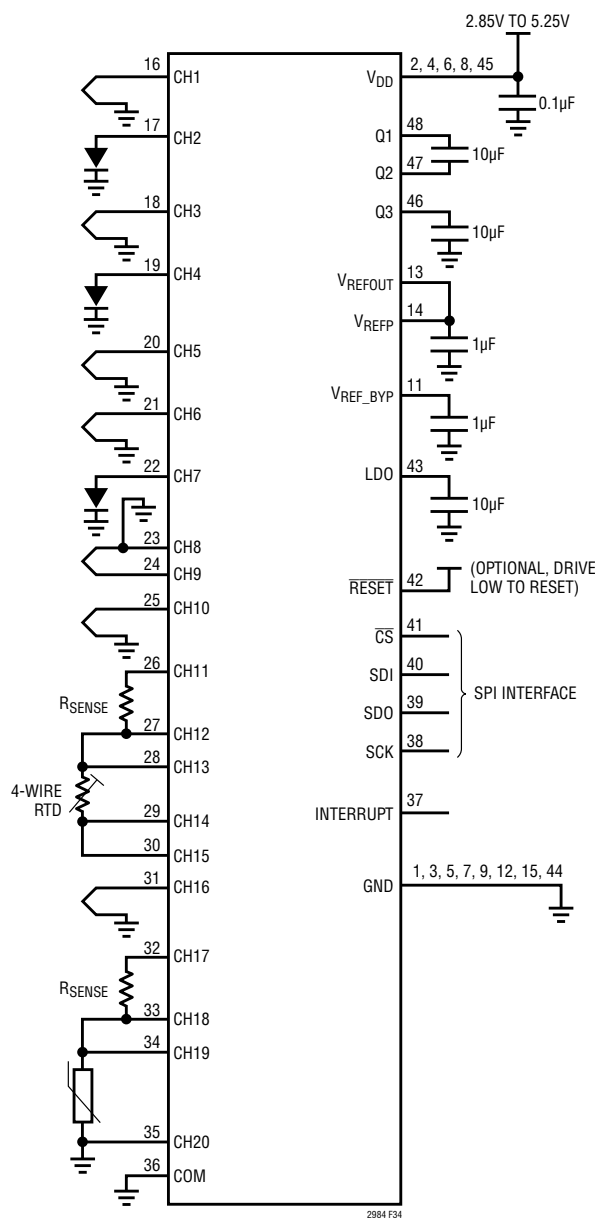 2.85V TO 5.25V
16 CH1
17 CH2
18 CH3
19 CH4
20 CH5
21 CH6
22 CH7
23 CH8
24 CH9
25 CH10
26 CH11
RSENSE
27 CH12
28 CH13
4-WIRE
RTD
29 CH14
30 CH15
31 CH16
32 CH17
RSENSE
33 CH18
34 CH19
35 CH20
36 COM
VDD 2, 4, 6, 8, 45
0.1µF
Q1 48
10µF
Q2 47
Q3 46
10µF
VREFOUT 13
VREFP 14
1µF
VREF_BYP 11
1µF
LDO 43
10µF
RESET 42
(OPTIONAL, DRIVE
LOW TO RESET)
CS 41
SDI 40
SDO 39
SCK 38
SPI INTERFACE
INTERRUPT 37
GND 1, 3, 5, 7, 9, 12, 15, 44
2984 F34